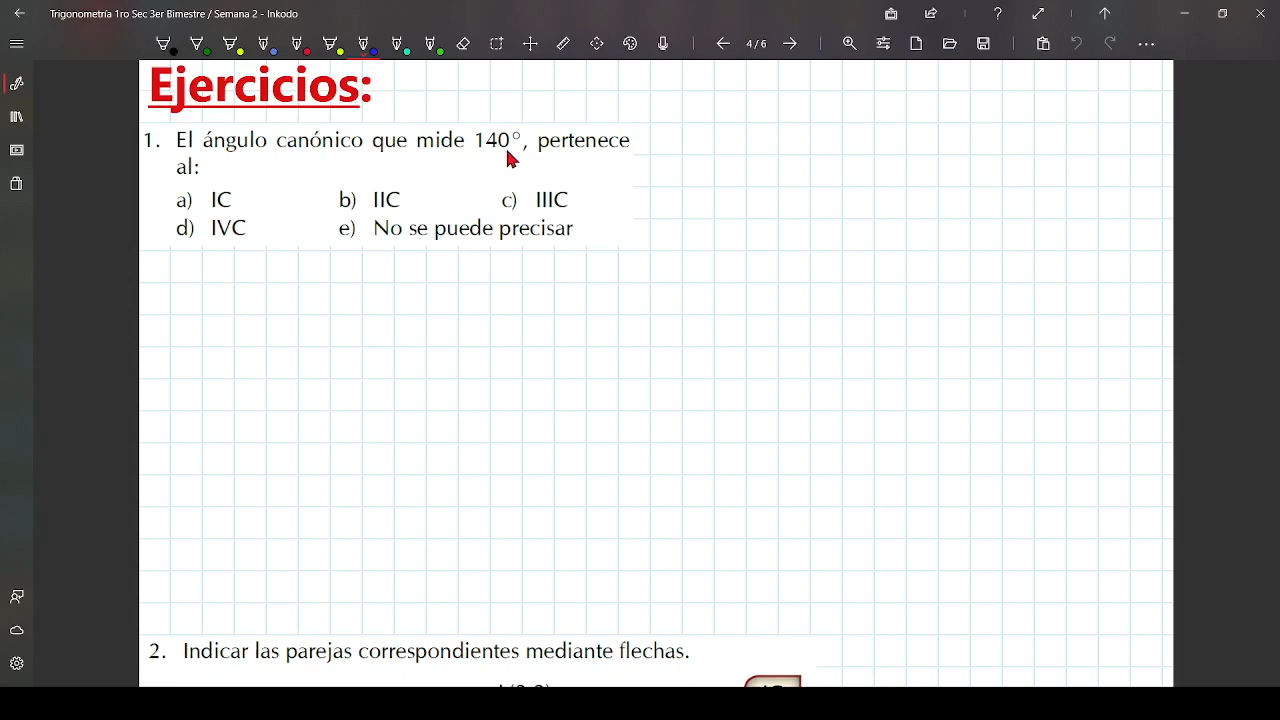 Trigonometría 1ro Sec 3er Bimestre / Semana 2 - Inkodo
4/6
Ejercicios:
1. El ángulo canónico que mide 140°, pertenece
al:
a) IC b) IIC c) IIIC
d) IVC e) No se puede precisar
2. Indicar las parejas correspondientes mediante flechas.